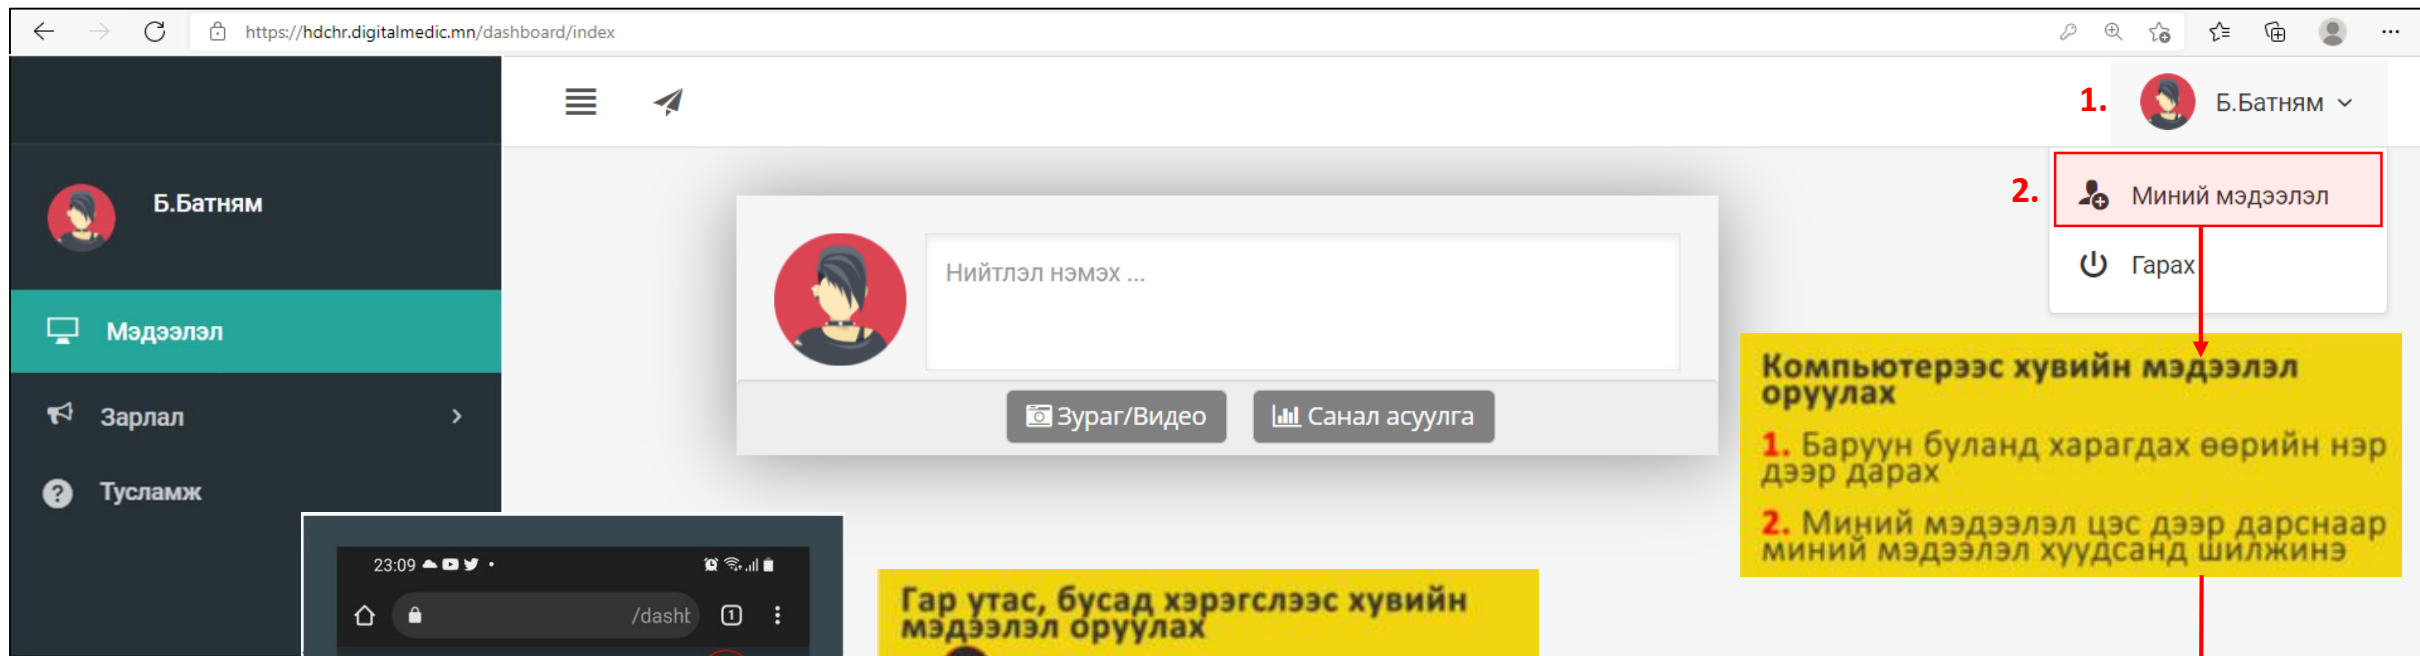 https://hdchr.digitalmedic.mn/dashboard/index
1.
Б.Батням
2.
Миний мэдээлэл
Гарах
Б.Батням
Мэдээлэл
Зарлал
Тусламж
Нийтлэл нэмэх ...
Зураг/Видео
Санал асуулга
Компьютерээс хувийн мэдээлэл
оруулах
1. Баруун буланд харагдах өөрийн нэр
дээр дарах
2. Миний мэдээлэл цэс дээр дарснаар
миний мэдээлэл хуудсанд шилжинэ
23:09
/dasht
1
Гар утас, бусад хэрэгслээс хувийн
мэдээлэл оруулах